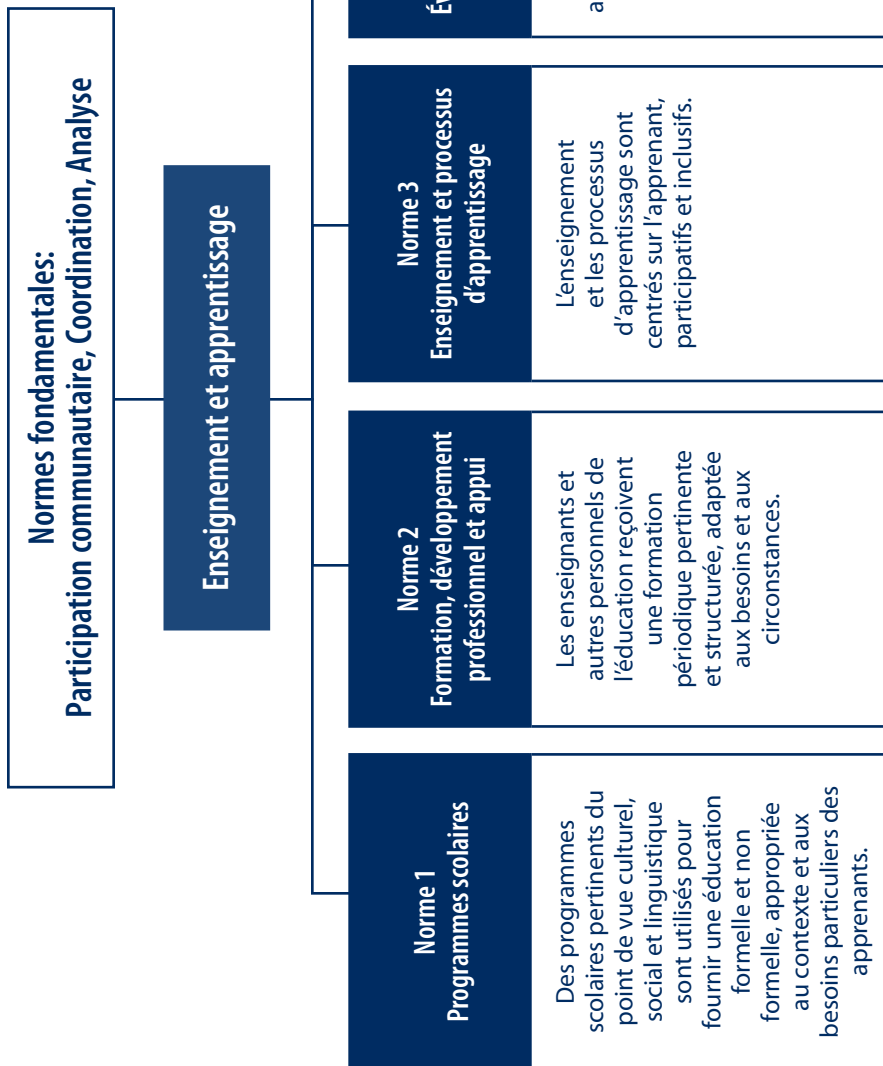 Normes fondamentales:
Participation communautaire, Coordination, Analyse
Enseignement et apprentissage
Norme 1
Programmes scolaires
Des programmes
scolaires pertinents du
point de vue culturel,
social et linguistique
sont utilisés pour
fournir une éducation
formelle et non
formelle, appropriée
au contexte et aux
besoins particuliers des
apprenants.
Norme 2
Formation, développement
professionnel et appui
Les enseignants et
autres personnels de
l'éducation reçoivent
une formation
périodique pertinente
et structurée, adaptée
aux besoins et aux
circonstances.
Norme 3
Enseignement et processus
d'apprentissage
L'enseignement
et les processus
d'apprentissage sont
centrés sur l'apprenant,
participatifs et inclusifs.